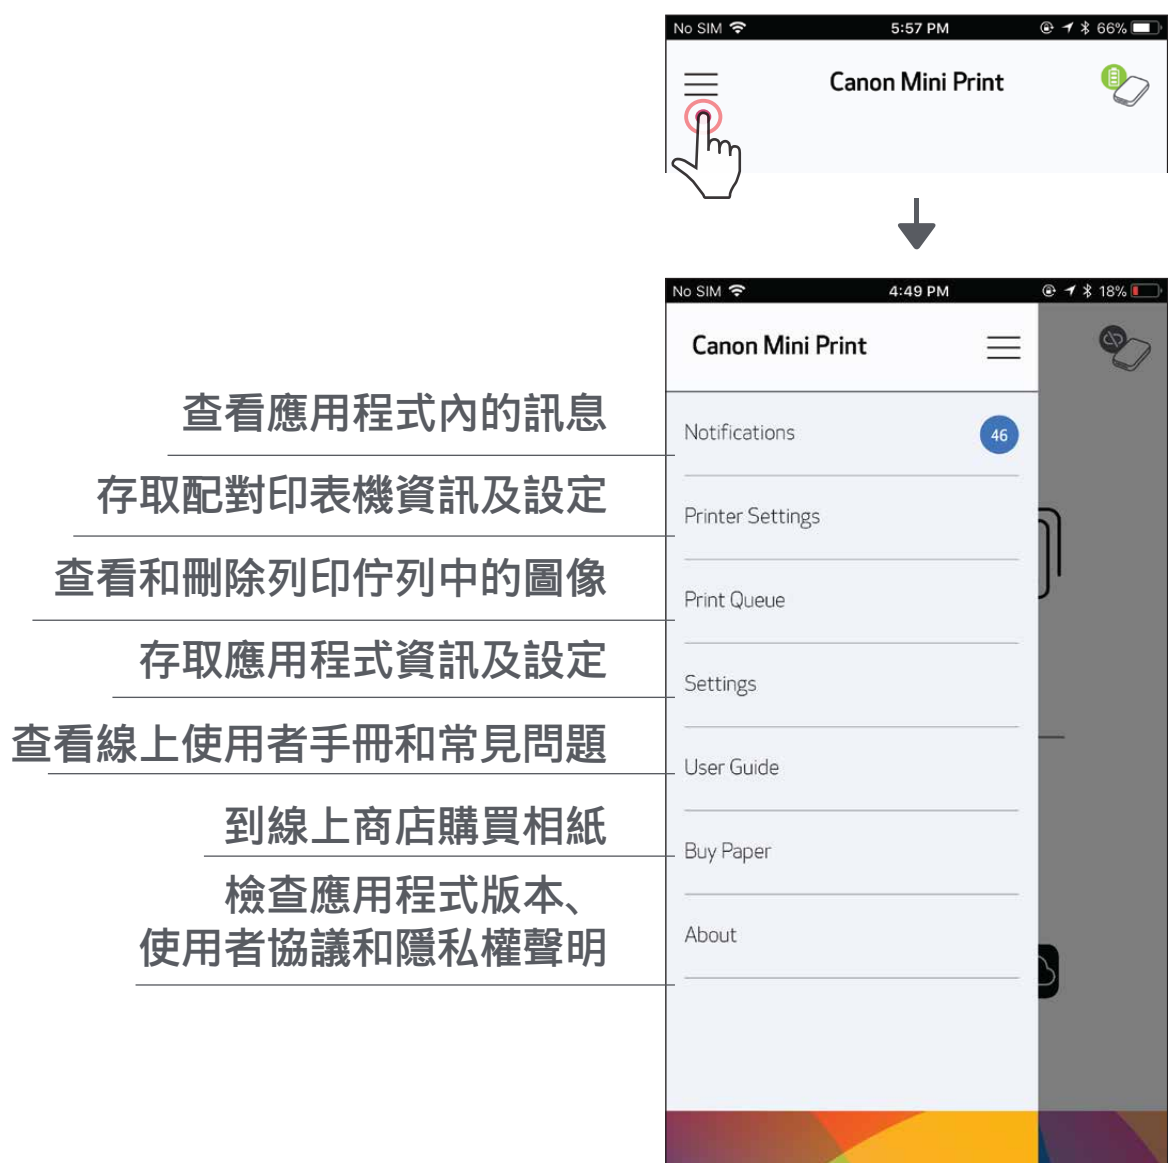 No SIM 5:57 PM 66%
Canon Mini Print
No SIM 4:49 PM 18%
Canon Mini Print
查看應用程式內的訊息
Notifications 46
存取配對印表機資訊及設定
Printer Settings
查看和刪除列印佇列中的圖像
Print Queue
存取應用程式資訊及設定
Settings
查看線上使用者手冊和常見問題
User Guide
到線上商店購買相紙
Buy Paper
檢查應用程式版本、
使用者協議和隱私權聲明
About